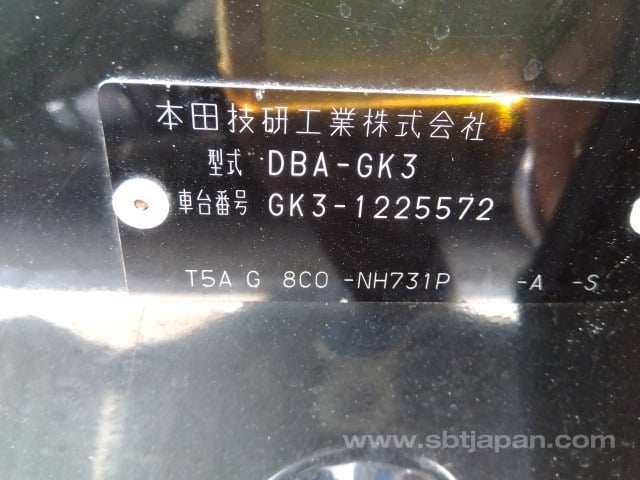 本田技研工業株式会社
型式 DBA-GK3
車台番号 GK3-1225572
T5A G 8C0 -NH731P -A -S
www.sbtjapan.com